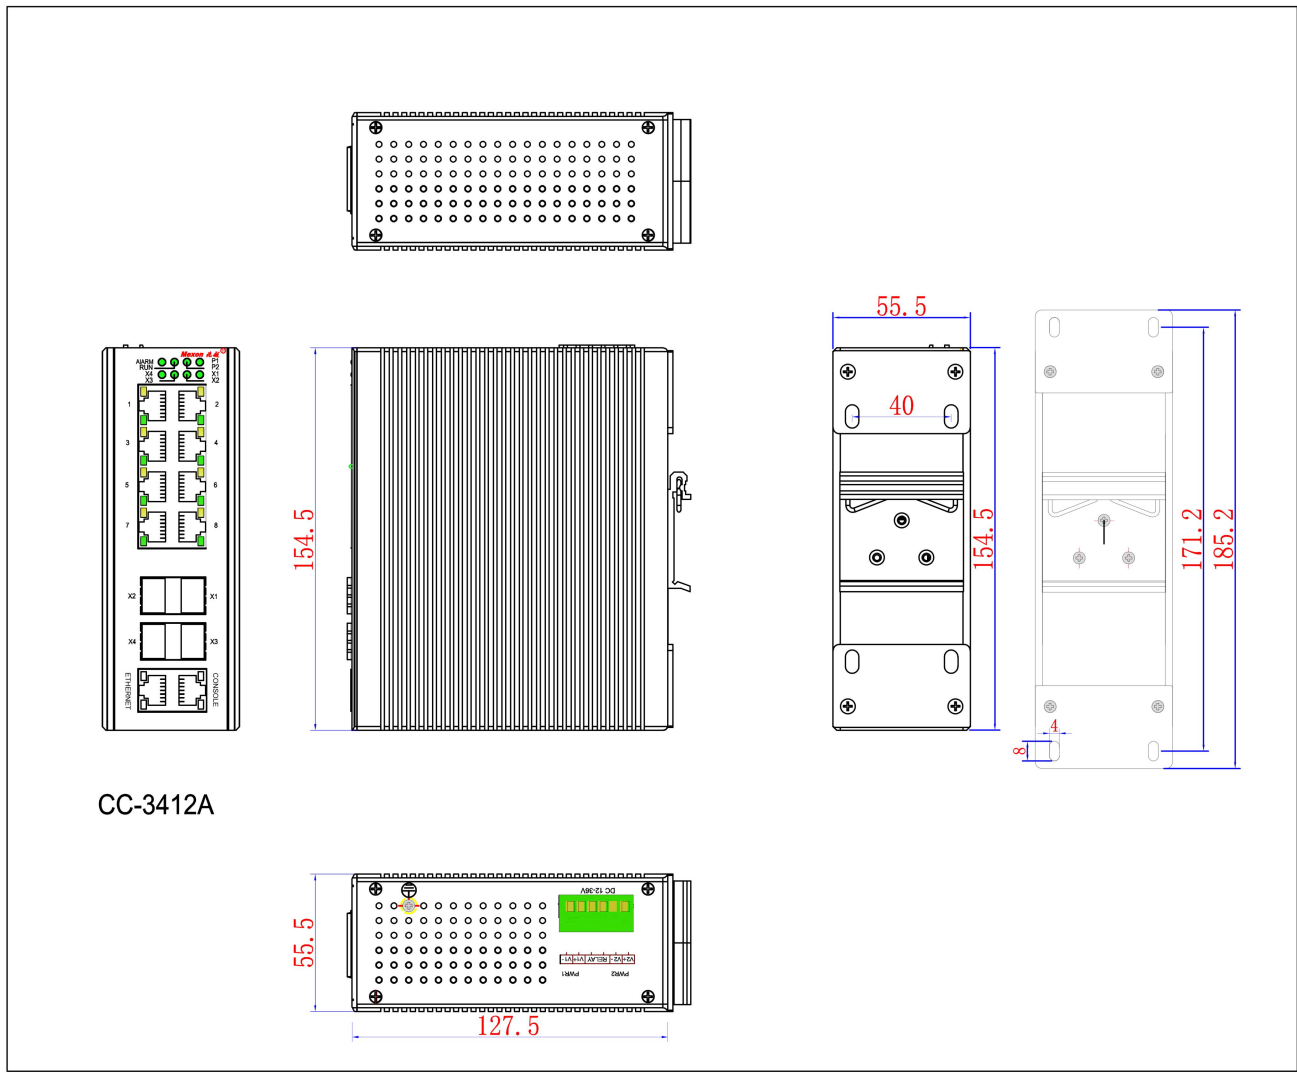 55.5
Maxon
AlARM P1
RUN P2
X4 X1
X3 X2
1 2
3 4
5 6
7 8
X2 X1
X4 X3
ETHERNET CONSOLE
154.5
40
154.5
171.2
185.2
4
8
CC-3412A
DC 12-36V
V1- V1+ RELAY V2- V2+
PWR1 PWR2
55.5
127.5